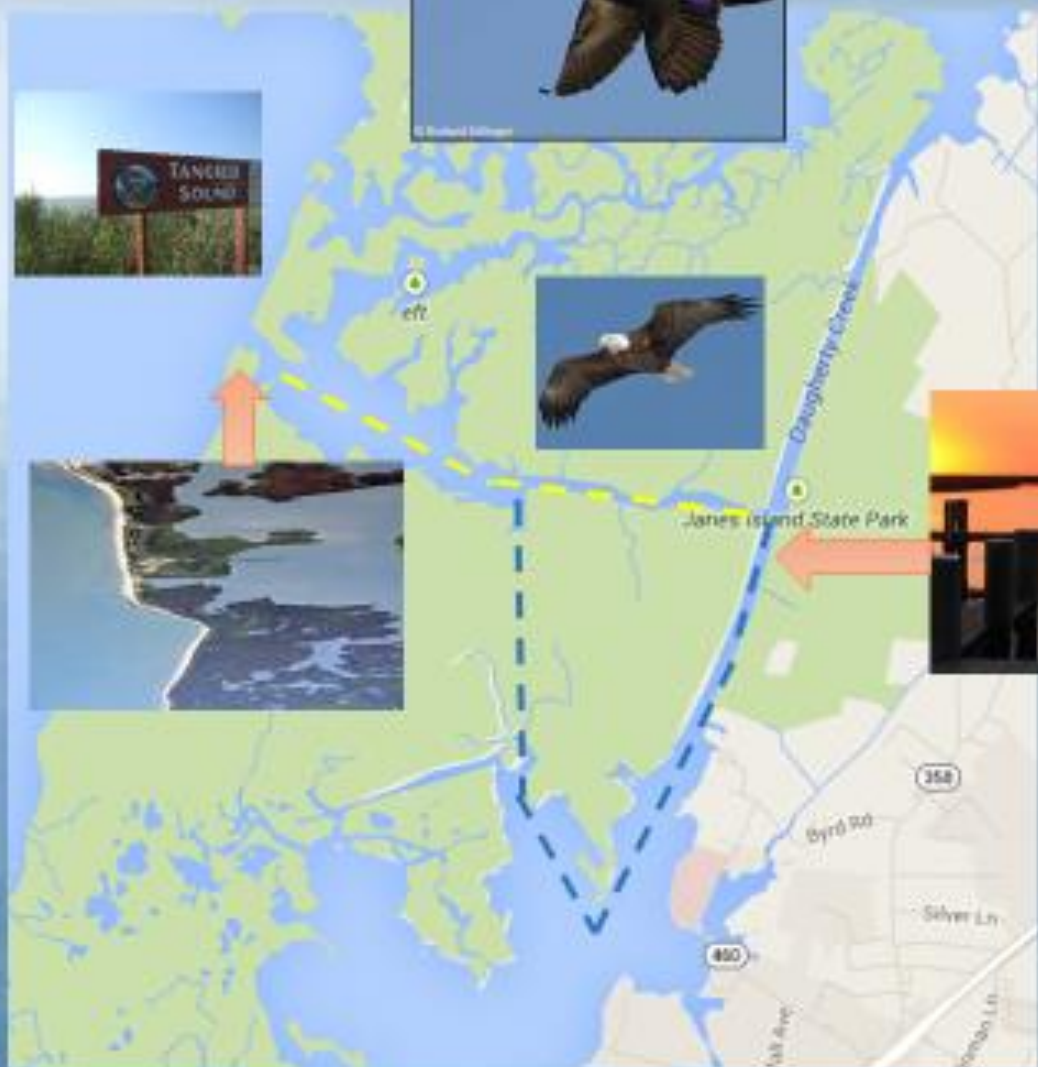 TANGIER
SOUND
eft
Daugherty Creek
Janes Island State Park
358
Byrd Rd
Silver Ln
460